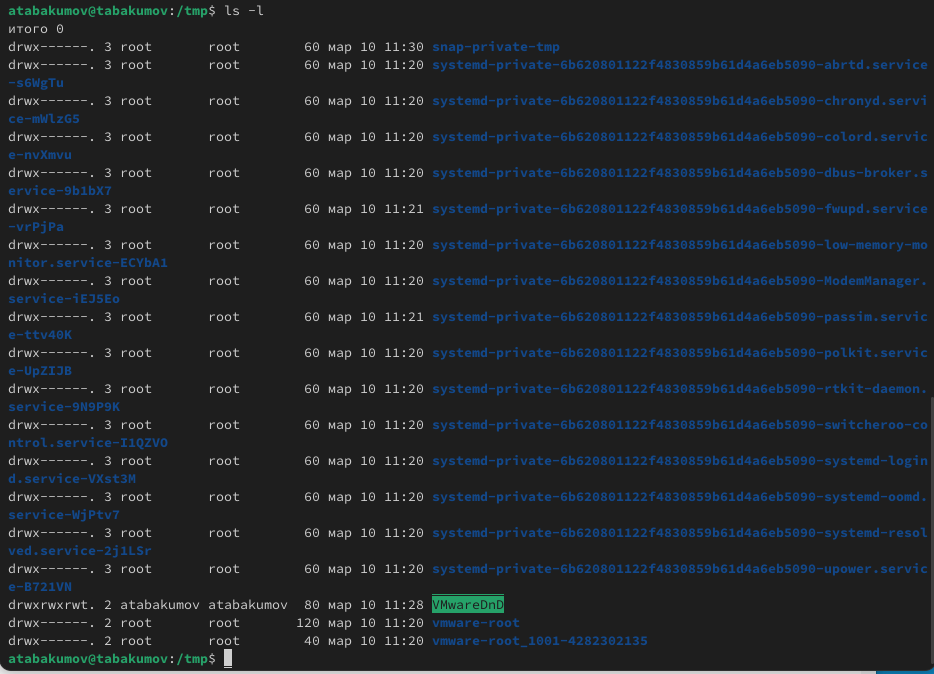 atabakumov@tabakumov:/tmp$ ls -l
итого 0
drwx------. 3 root       root        60 мар 10 11:30 snap-private-tmp
drwx------. 3 root       root        60 мар 10 11:20 systemd-private-6b620801122f4830859b61d4a6eb5090-abrtd.service
-s6WgTu
drwx------. 3 root       root        60 мар 10 11:20 systemd-private-6b620801122f4830859b61d4a6eb5090-chronyd.servi
ce-mWlzG5
drwx------. 3 root       root        60 мар 10 11:20 systemd-private-6b620801122f4830859b61d4a6eb5090-colord.servic
e-nvXmvu
drwx------. 3 root       root        60 мар 10 11:20 systemd-private-6b620801122f4830859b61d4a6eb5090-dbus-broker.s
ervice-9b1bX7
drwx------. 3 root       root        60 мар 10 11:21 systemd-private-6b620801122f4830859b61d4a6eb5090-fwupd.service
-vrPjPa
drwx------. 3 root       root        60 мар 10 11:20 systemd-private-6b620801122f4830859b61d4a6eb5090-low-memory-mo
nitor.service-ECYbA1
drwx------. 3 root       root        60 мар 10 11:20 systemd-private-6b620801122f4830859b61d4a6eb5090-ModemManager.
service-iEJ5Eo
drwx------. 3 root       root        60 мар 10 11:21 systemd-private-6b620801122f4830859b61d4a6eb5090-passim.servic
e-ttv40K
drwx------. 3 root       root        60 мар 10 11:20 systemd-private-6b620801122f4830859b61d4a6eb5090-polkit.servic
e-UpZIJB
drwx------. 3 root       root        60 мар 10 11:20 systemd-private-6b620801122f4830859b61d4a6eb5090-rtkit-daemon.
service-9N9P9K
drwx------. 3 root       root        60 мар 10 11:20 systemd-private-6b620801122f4830859b61d4a6eb5090-switcheroo-co
ntrol.service-I1QZVO
drwx------. 3 root       root        60 мар 10 11:20 systemd-private-6b620801122f4830859b61d4a6eb5090-systemd-login
d.service-VXst3M
drwx------. 3 root       root        60 мар 10 11:20 systemd-private-6b620801122f4830859b61d4a6eb5090-systemd-oomd.
service-WjPtv7
drwx------. 3 root       root        60 мар 10 11:20 systemd-private-6b620801122f4830859b61d4a6eb5090-systemd-resol
ved.service-2j1LSr
drwx------. 3 root       root        60 мар 10 11:20 systemd-private-6b620801122f4830859b61d4a6eb5090-upower.servic
e-B721VN
drwxrwxrwt. 2 atabakumov atabakumov  80 мар 10 11:28 VMwareDnD
drwx------. 2 root       root       120 мар 10 11:20 vmware-root
drwx------. 2 root       root        40 мар 10 11:20 vmware-root_1001-4282302135
atabakumov@tabakumov:/tmp$